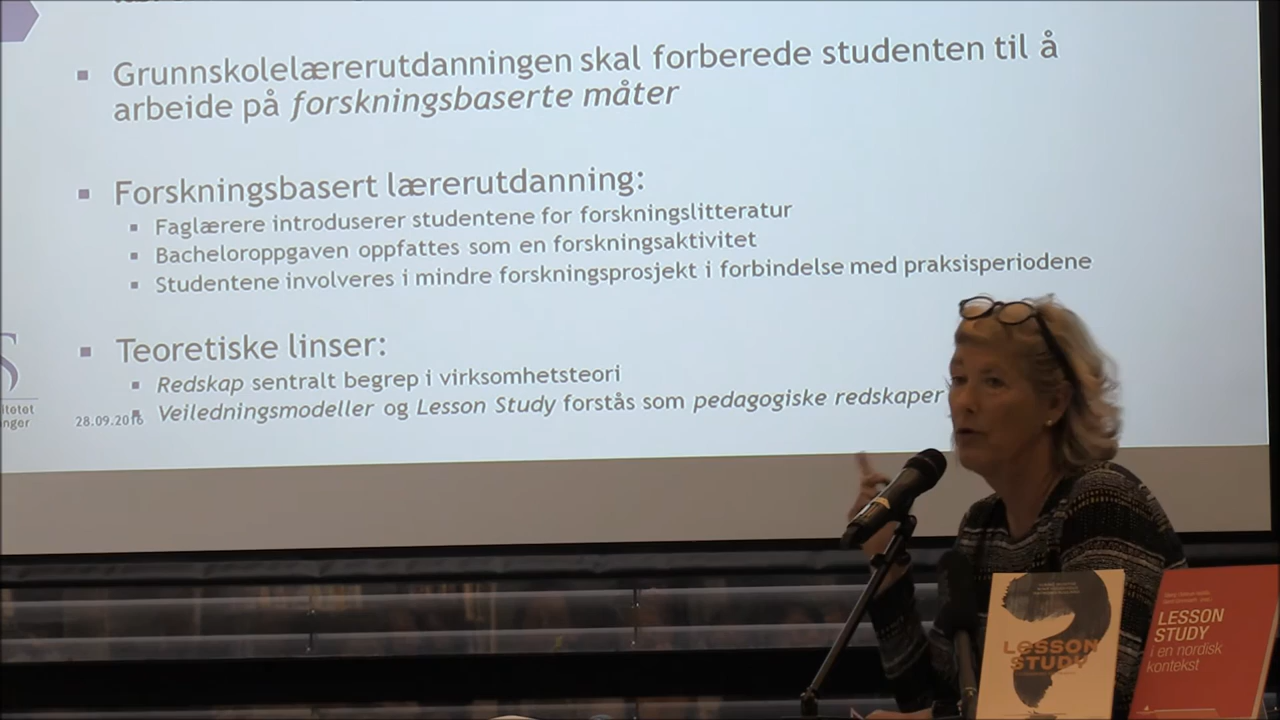 Grunnskolelærerutdanningen skal forberede studenten til å
arbeide på forskningsbaserte måter
Forskningsbasert lærerutdanning:
Faglærere introduserer studentene for forskningslitteratur
Bacheloroppgaven oppfattes som en forskningsaktivitet
Studentene involveres i mindre forskningsprosjekt i forbindelse med praksisperiodene
Teoretiske linser:
Redskap sentralt begrep i virksomhetsteori
Veiledningsmodeller og Lesson Study forstås som pedagogiske redskaper
itetet
nger
28.09.2016
LESSON
STUDY
LESSON
STUDY
i en nordisk
kontekst